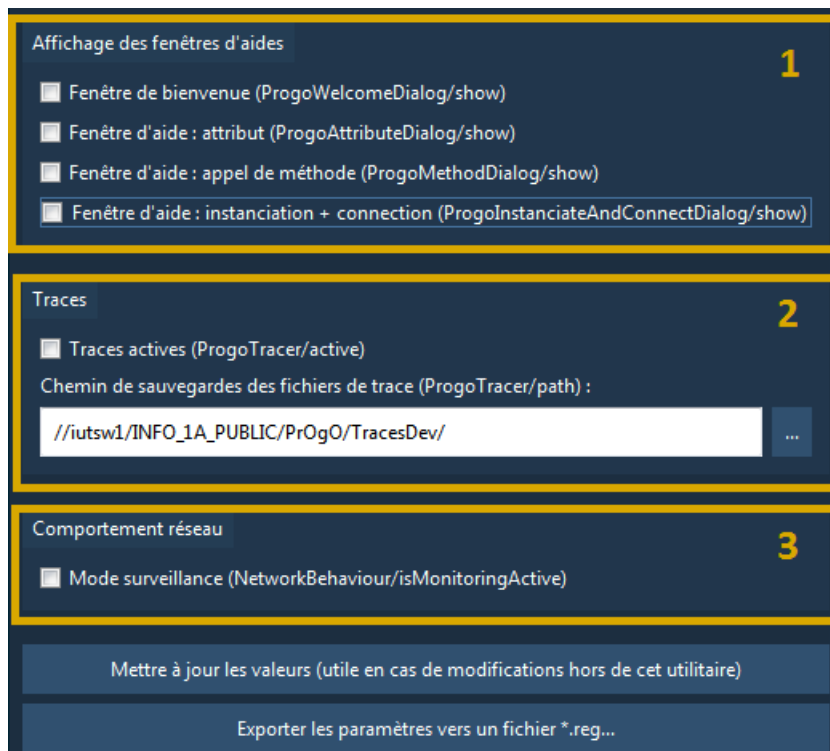 Affichage des fenêtres d'aides
1
Fenêtre de bienvenue (ProgoWelcomeDialog/show)
Fenêtre d'aide : attribut (ProgoAttributeDialog/show)
Fenêtre d'aide : appel de méthode (ProgoMethodDialog/show)
Fenêtre d'aide : instanciation + connection (ProgoInstanciateAndConnectDialog/show)
Traces
2
Traces actives (ProgoTracer/active)
Chemin de sauvegardes des fichiers de trace (ProgoTracer/path) :
//iutsw1/INFO_1A_PUBLIC/PrOgO/TracesDev/
...
Comportement réseau
3
Mode surveillance (NetworkBehaviour/isMonitoringActive)
Mettre à jour les valeurs (utile en cas de modifications hors de cet utilitaire)
Exporter les paramètres vers un fichier *.reg...